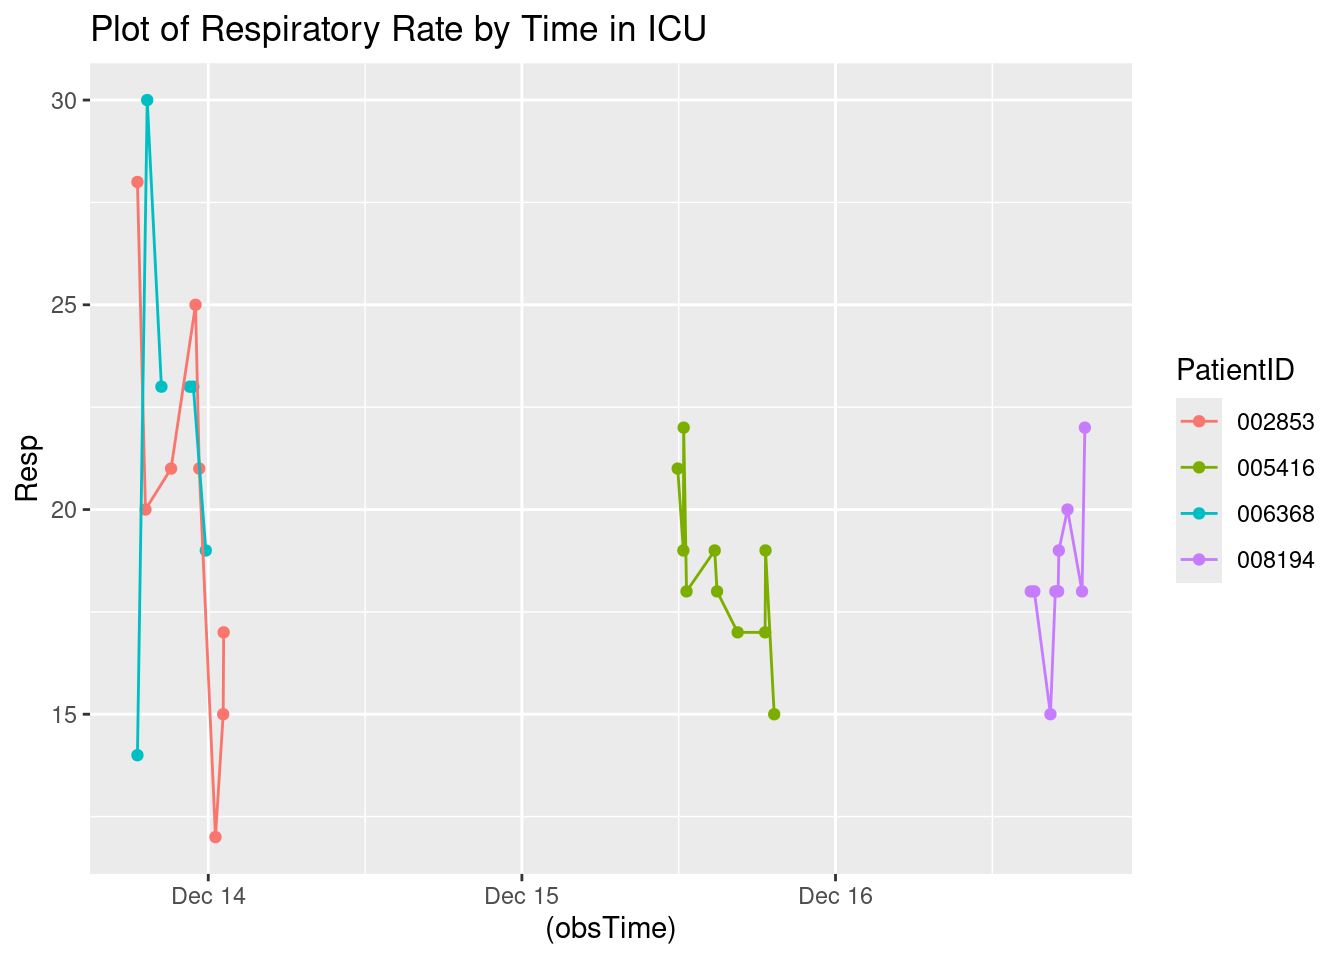 Plot of Respiratory Rate by Time in ICU
30
25
20
15
Resp
Dec 14
Dec 15
Dec 16
(obsTime)
PatientID
002853
005416
006368
008194